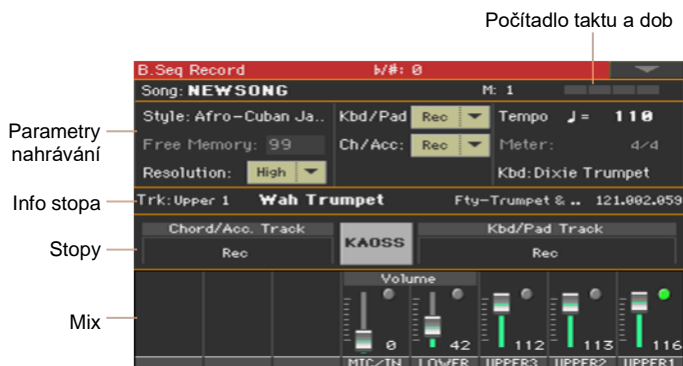 Počítadlo taktu a dob
B.Seq Record ♭/#: 0
Song: NEWSONG M: 1
Parametry nahrávání
Style: Afro-Cuban Ja.. Kbd/Pad Rec Tempo ♩= 110
Free Memory: 99 Ch/Acc: Rec Meter: 4/4
Resolution: High Kbd:Dixie Trumpet
Info stopa
Trk: Upper 1 Wah Trumpet Fty-Trumpet & .. 121.002.059
Stopy
Chord/Acc. Track KAOSS Kbd/Pad Track
Rec Rec
Mix
Volume
0 42 112 113 116
MIC/IN LOWER UPPER3 UPPER2 UPPER1